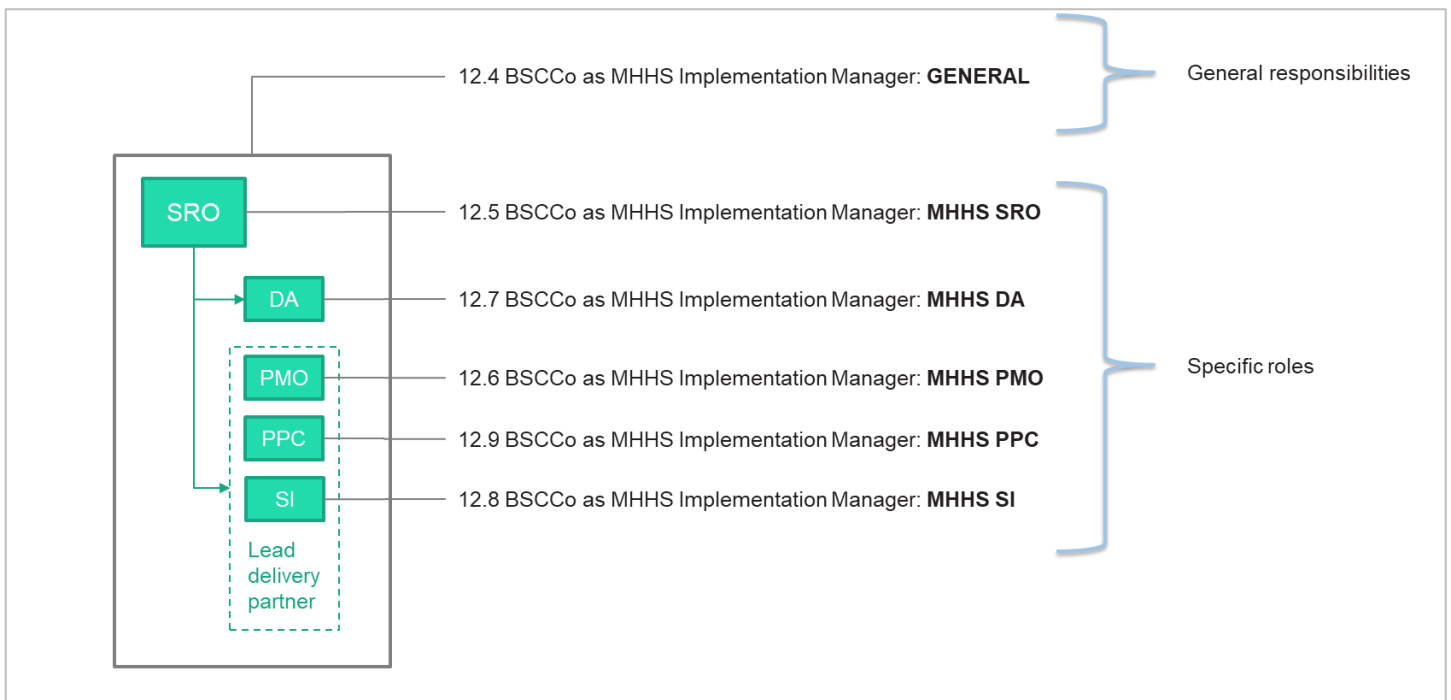 12.4 BSCCo as MHHS Implementation Manager: GENERAL
General responsibilities
SRO
12.5 BSCCo as MHHS Implementation Manager: MHHS SRO
DA
12.7 BSCCo as MHHS Implementation Manager: MHHS DA
Specific roles
PMO
12.6 BSCCo as MHHS Implementation Manager: MHHS PMO
PPC
12.9 BSCCo as MHHS Implementation Manager: MHHS PPC
SI
12.8 BSCCo as MHHS Implementation Manager: MHHS SI
Lead
delivery
partner